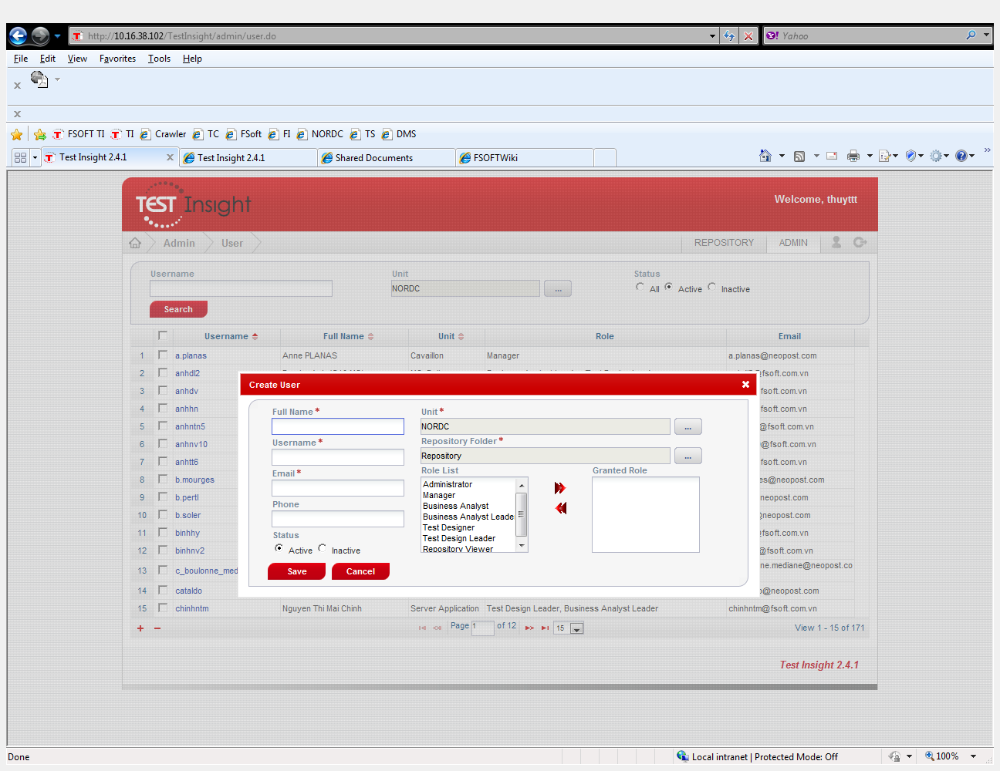 http://10.16.38.102/TestInsight/admin/user.do
Yahoo
File Edit View Favorites Tools Help
x
x
FSOFT TI TI Crawler TC FSoft FI NORDC TS DMS
Test Insight 2.4.1 x Test Insight 2.4.1 Shared Documents FSOFTWiki
TEST Insight
Welcome, thuyttt
Admin User REPOSITORY ADMIN
Username Unit Status
NORDC ... All Active Inactive
Search
Username Full Name Unit Role Email
1 a.planas Anne PLANAS Cavaillon Manager a.planas@neopost.com
2 anhdl2 @fsoft.com.vn
3 anhdv fsoft.com.vn
4 anhhn fsoft.com.vn
5 anhntn5 @fsoft.com.vn
6 anhnv10 @fsoft.com.vn
7 anhtt6 fsoft.com.vn
8 b.mourges es@neopost.com
9 b.pertl neopost.com
10 b.soler neopost.com
11 binhhy fsoft.com.vn
12 binhnv2 @fsoft.com.vn
13 c_boulonne_med ne.mediane@neopost.co
14 cataldo @neopost.com
15 chinhntm Nguyen Thi Mai Chinh Server Application Test Design Leader, Business Analyst Leader chinhntm@fsoft.com.vn
Create User
Full Name * Unit *
NORDC ...
Username * Repository Folder *
Repository ...
Email * Role List Granted Role
Administrator
Manager
Business Analyst
Business Analyst Leade
Test Designer
Test Design Leader
Repository Viewer
Phone
Status
Active Inactive
Save Cancel
Page 1 of 12 15 View 1 - 15 of 171
Test Insight 2.4.1
Done Local intranet | Protected Mode: Off 100%